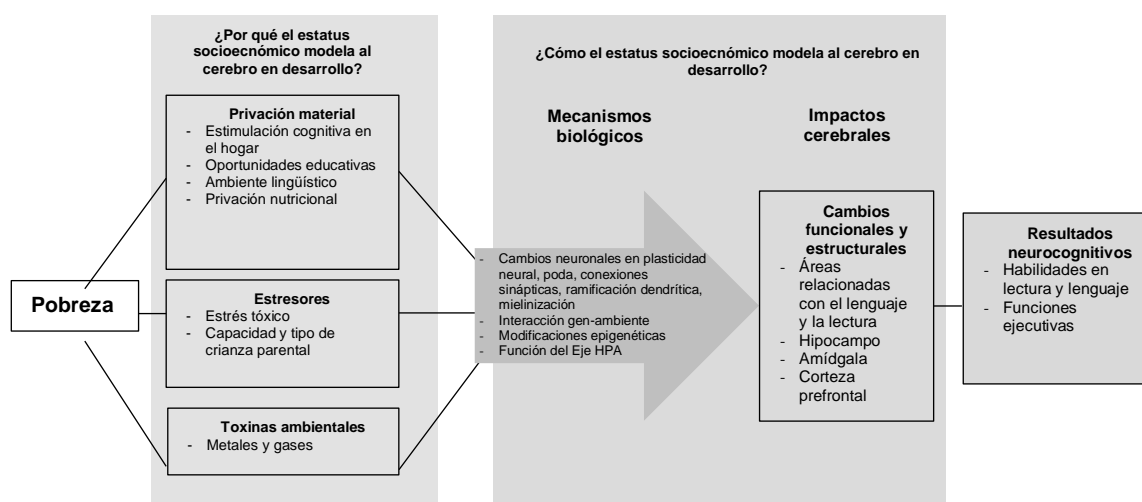 ¿Por qué el estatus
socioecnómico modela al
cerebro en desarrollo?
¿Cómo el estatus socioecnómico modela al cerebro en
desarrollo?
Pobreza
Privación material
- Estimulación cognitiva en
el hogar
- Oportunidades educativas
- Ambiente lingüístico
- Privación nutricional
Estresores
- Estrés tóxico
- Capacidad y tipo de
crianza parental
Toxinas ambientales
- Metales y gases
Mecanismos
biológicos
- Cambios neuronales en plasticidad
neural, poda, conexiones
sinápticas, ramificación dendrítica,
mielinización
- Interacción gen-ambiente
- Modificaciones epigenéticas
- Función del Eje HPA
Impactos
cerebrales
Cambios
funcionales y
estructurales
- Áreas
relacionadas
con el lenguaje
y la lectura
- Hipocampo
- Amígdala
- Corteza
prefrontal
Resultados
neurocognitivos
- Habilidades en
lectura y lenguaje
- Funciones
ejecutivas